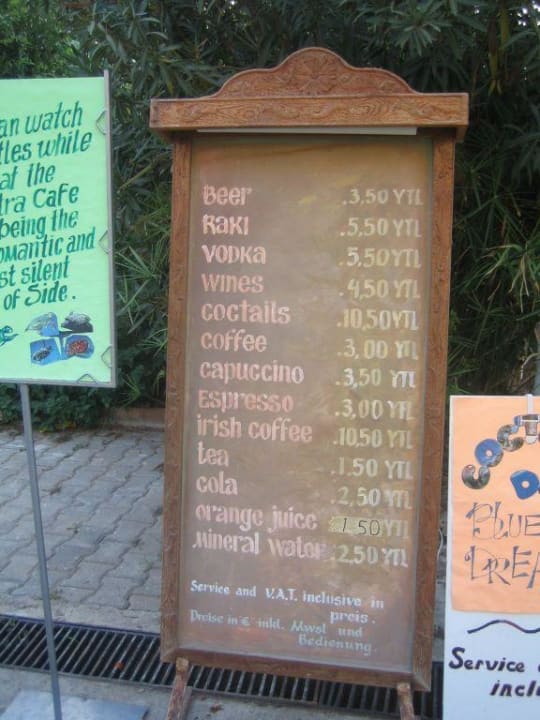 an watch
tles while
at the
tra Cafe
being the
omantic and
st silent
of Side.
Beer .3,50 YTL
RAKI .5,50 YTL
VODKA .5,50 YTL
wines .4,50 YTL
coctails .10,50 YTL
coffee .3,00 YTL
capuccino .3,50 YTL
Espresso .3,00 YTL
irish coffee .10,50 YTL
tea .1,50 YTL
cola .2,50 YTL
orange juice 1.50 YTL
Mineral water .2,50 YTL
Service and V.A.T. inclusive in
preis.
Preise in € inkl. Mwst und
Bedienung.
BLUE
DREA
Service
incl